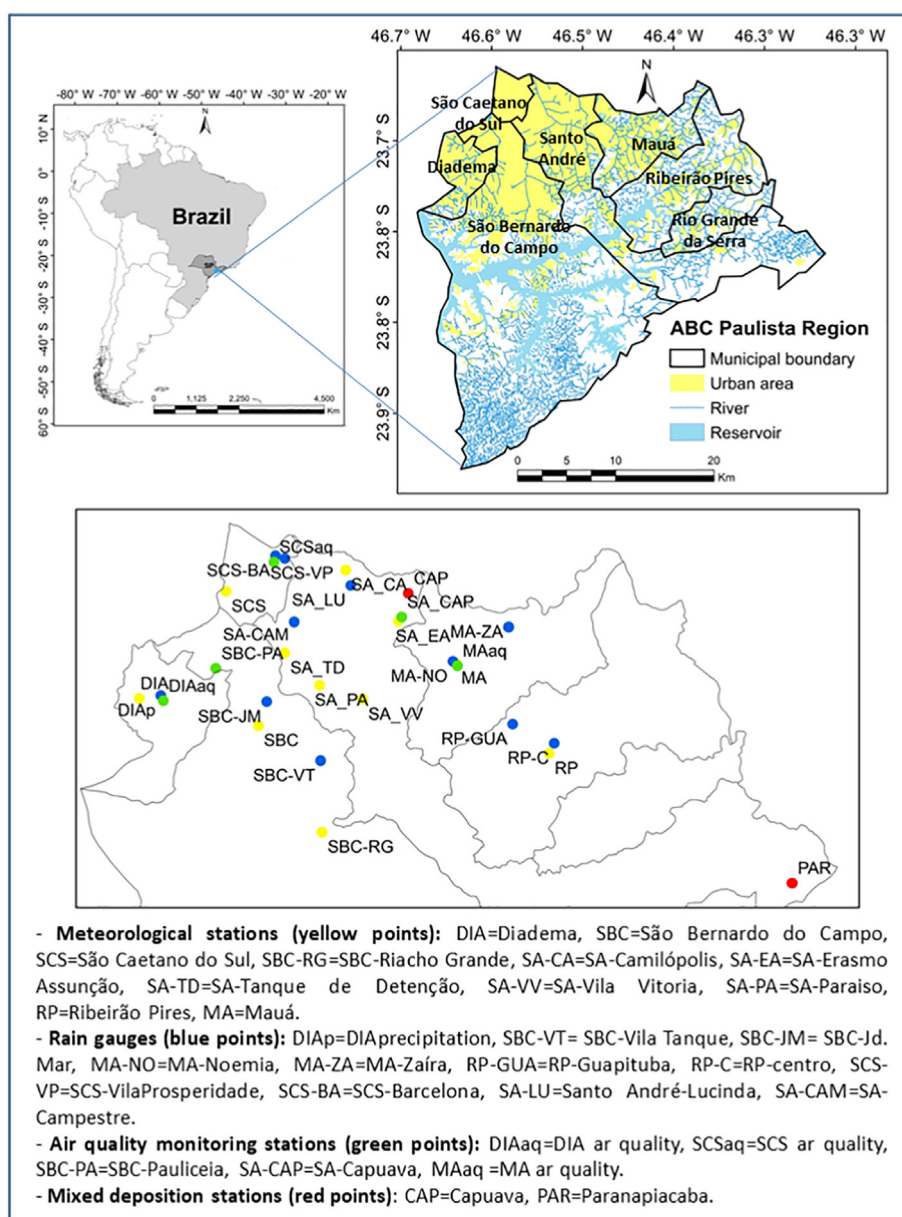 46.7° W 46.6° W 46.5° W 46.4° W 46.3° W 46.3° W
-80° W -70° W -60° W -50° W -40° W -30° W -20° W
N
10° N
0° S
-10° S
-20° S
-30° S
-40° S
-50° S
60° S
Brazil
SP
0 1,125 2,250 4,500
Km
N
23.7° S
23.8° S
23.8° S
23.9° S
São Caetano
do Sul
Santo
André
Mauá
Diadema
Ribeirão Pires
Rio Grande
da Serra
São Bernardo
do Campo
ABC Paulista Region
Municipal boundary
Urban area
River
Reservoir
0 5 10 20
Km
SCSaq
SCS-BA
SCS-VP
SCS
SA_LU
SA_CA
CAP
SA_CAP
SA-CAM
SA_EA
MA-ZA
SBC-PA
MAaq
SA_TD
MA-NO
MA
DIA
DIAaq
DIAp
SBC-JM
SA_PA
SA_VV
SBC
RP-GUA
SBC-VT
RP-C
RP
SBC-RG
PAR
- Meteorological stations (yellow points): DIA=Diadema, SBC=São Bernardo do Campo,
SCS=São Caetano do Sul, SBC-RG=SBC-Riacho Grande, SA-CA=SA-Camilópolis, SA-EA=SA-Erasmo
Assunção, SA-TD=SA-Tanque de Detenção, SA-VV=SA-Vila Vitoria, SA-PA=SA-Paraiso,
RP=Ribeirão Pires, MA=Mauá.
- Rain gauges (blue points): DIAp=DIAprecipitation, SBC-VT= SBC-Vila Tanque, SBC-JM= SBC-Jd.
Mar, MA-NO=MA-Noemia, MA-ZA=MA-Zaíra, RP-GUA=RP-Guapituba, RP-C=RP-centro, SCS-
VP=SCS-VilaProsperidade, SCS-BA=SCS-Barcelona, SA-LU=Santo André-Lucinda, SA-CAM=SA-
Campestre.
- Air quality monitoring stations (green points): DIAaq=DIA ar quality, SCSaq=SCS ar quality,
SBC-PA=SBC-Pauliceia, SA-CAP=SA-Capuava, MAaq =MA ar quality.
- Mixed deposition stations (red points): CAP=Capuava, PAR=Paranapiacaba.